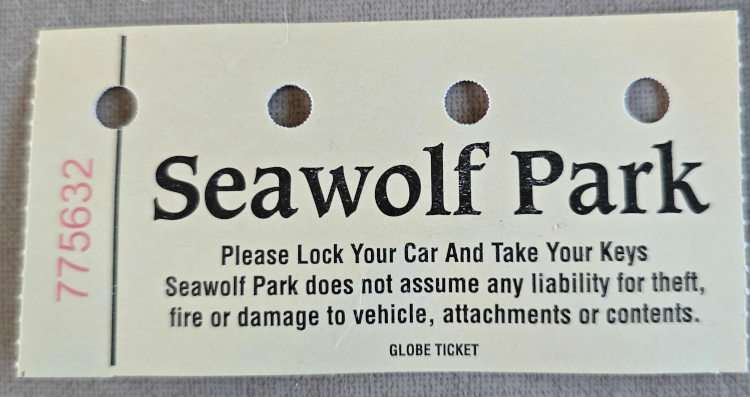 775632
Seawolf Park
Please Lock Your Car And Take Your Keys
Seawolf Park does not assume any liability for theft,
fire or damage to vehicle, attachments or contents.
GLOBE TICKET